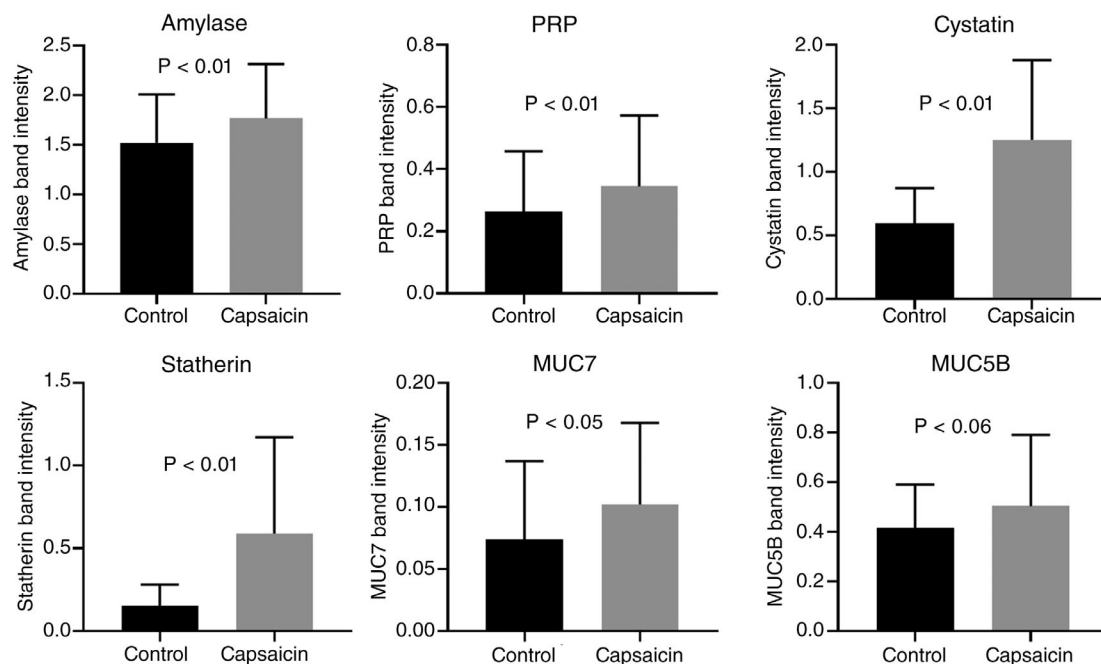 Amylase
Amylase band intensity
2.5
2.0
1.5
1.0
0.5
0.0
P < 0.01
Control
Capsaicin
PRP
PRP band intensity
0.8
0.6
0.4
0.2
0.0
P < 0.01
Control
Capsaicin
Cystatin
Cystatin band intensity
2.0
1.5
1.0
0.5
0.0
P < 0.01
Control
Capsaicin
Statherin
Statherin band intensity
1.5
1.0
0.5
0.0
P < 0.01
Control
Capsaicin
MUC7
MUC7 band intensity
0.20
0.15
0.10
0.05
0.00
P < 0.05
Control
Capsaicin
MUC5B
MUC5B band intensity
1.0
0.8
0.6
0.4
0.2
0.0
P < 0.06
Control
Capsaicin